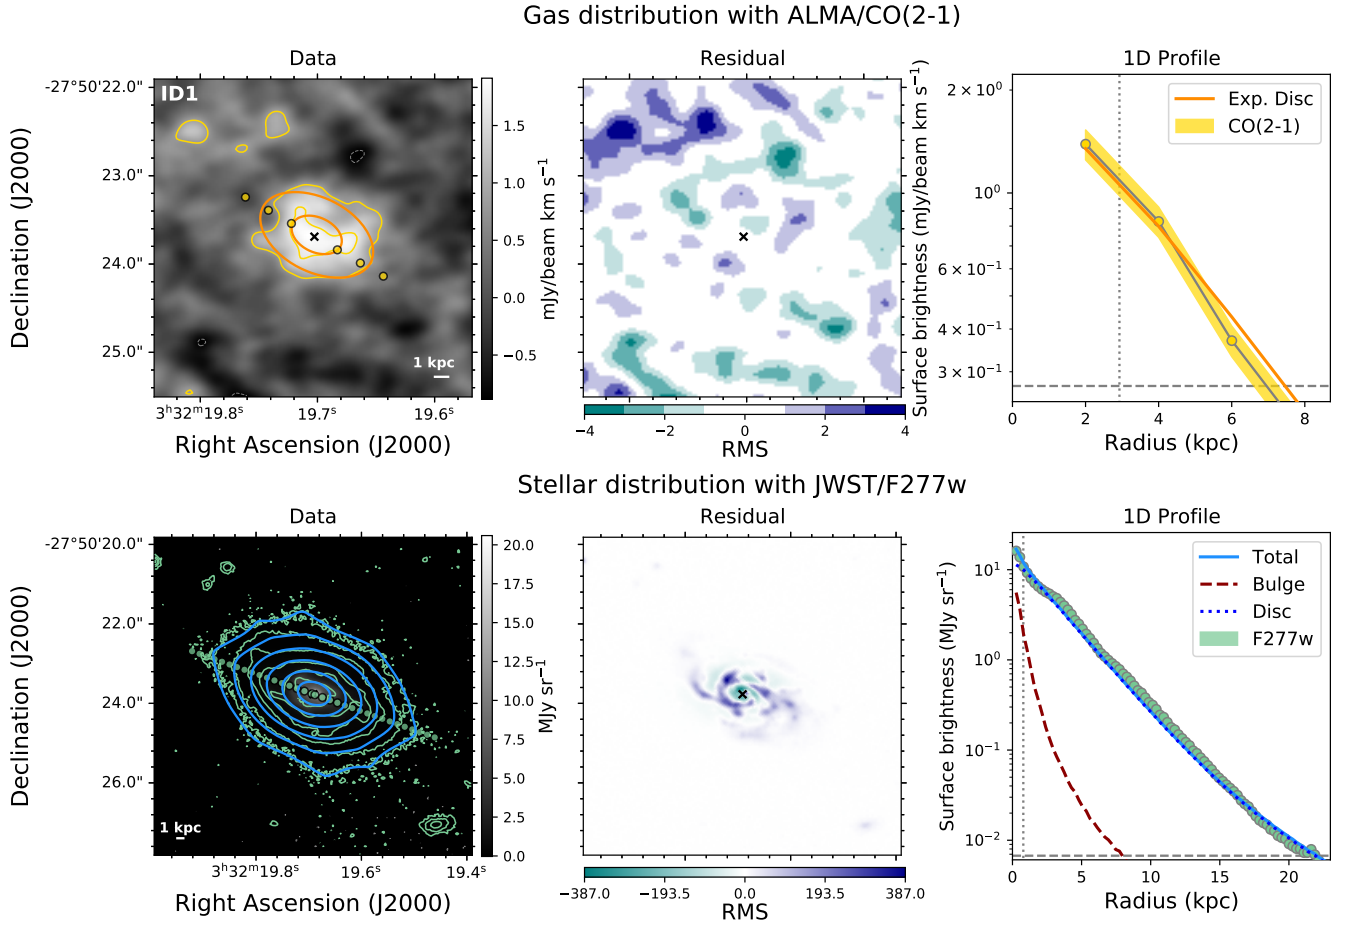 Gas distribution with ALMA/CO(2-1)
Data
Residual
1D Profile
ID1
1 kpc
-27°50'22.0"
23.0"
24.0"
25.0"
Declination (J2000)
3ʰ32ᵐ19.8ˢ 19.7ˢ 19.6ˢ
Right Ascension (J2000)
1.5
1.0
0.5
0.0
−0.5
mJy/beam km s⁻¹
−4 −2 0 2 4
RMS
Surface brightness (mJy/beam km s⁻¹)
2 × 10⁰
10⁰
6 × 10⁻¹
4 × 10⁻¹
3 × 10⁻¹
Exp. Disc
CO(2-1)
0 2 4 6 8
Radius (kpc)
Stellar distribution with JWST/F277w
Data
Residual
1D Profile
-27°50'20.0"
22.0"
24.0"
26.0"
Declination (J2000)
1 kpc
3ʰ32ᵐ19.8ˢ 19.6ˢ 19.4ˢ
Right Ascension (J2000)
20.0
17.5
15.0
12.5
10.0
7.5
5.0
2.5
0.0
MJy sr⁻¹
−387.0 −193.5 0.0 193.5 387.0
RMS
Surface brightness (MJy sr⁻¹)
10¹
10⁰
10⁻¹
10⁻²
Total
Bulge
Disc
F277w
0 5 10 15 20
Radius (kpc)